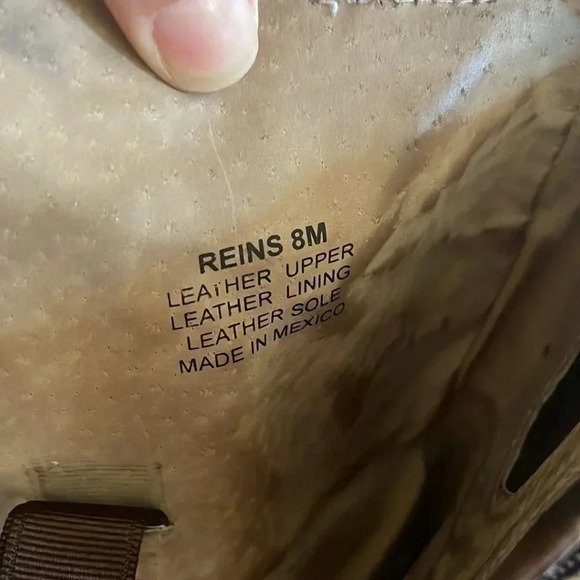 REINS 8M
LEATHER UPPER
LEATHER LINING
LEATHER SOLE
MADE IN MEXICO